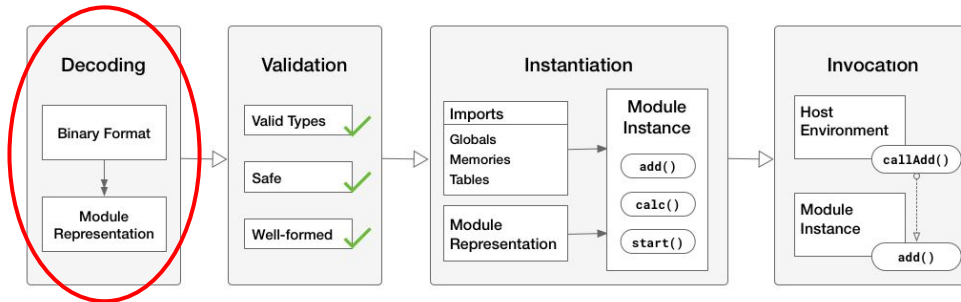 Decoding
Binary Format
Module
Representation
Validation
Valid Types
Safe
Well-formed
Instantiation
Imports
Globals
Memories
Tables
Module
Representation
Module
Instance
add()
calc()
start()
Invocation
Host
Environment
callAdd()
Module
Instance
add()